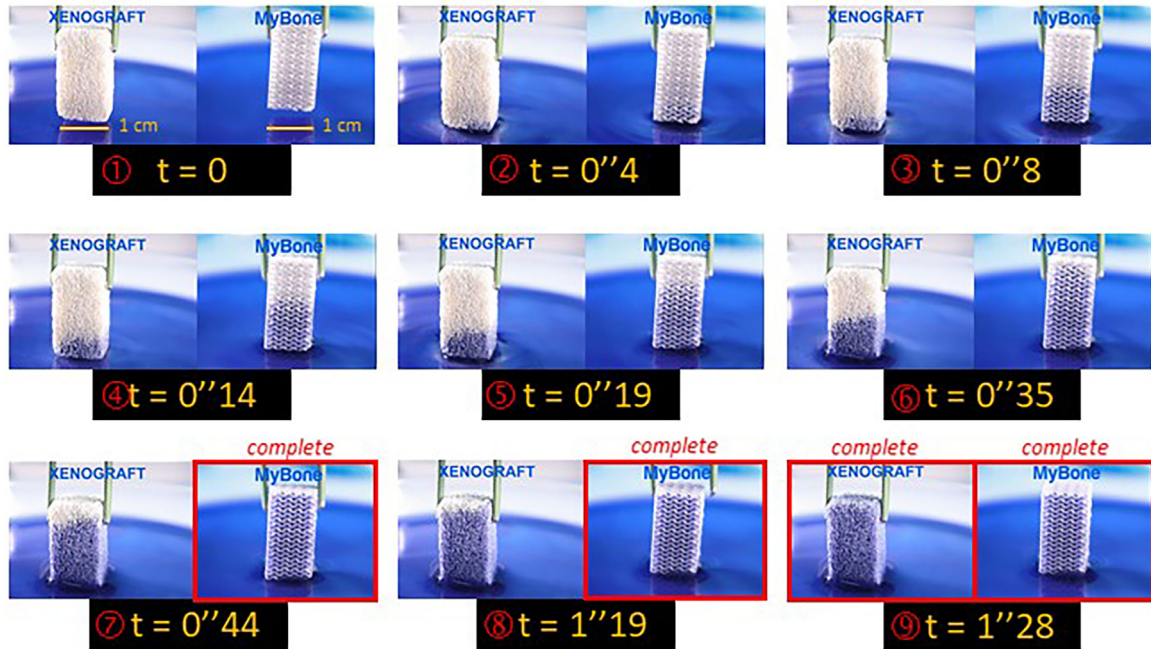 XENOGRAFT MyBone
1 cm 1 cm
① t = 0
XENOGRAFT MyBone
② t = 0’’4
XENOGRAFT MyBone
③ t = 0’’8
XENOGRAFT MyBone
④ t = 0’’14
XENOGRAFT MyBone
⑤ t = 0’’19
XENOGRAFT MyBone
⑥ t = 0’’35
complete
XENOGRAFT MyBone
⑦ t = 0’’44
complete
XENOGRAFT MyBone
⑧ t = 1’’19
complete complete
XENOGRAFT MyBone
⑨ t = 1’’28